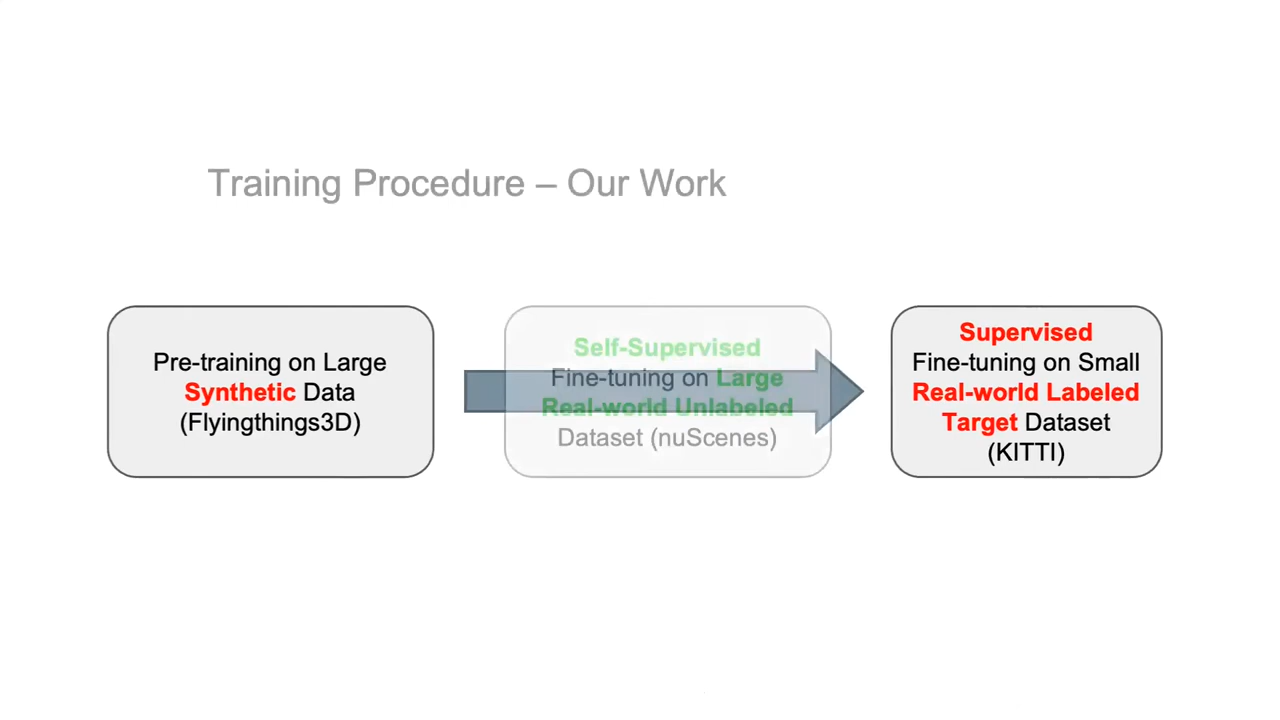 Training Procedure – Our Work
Pre-training on Large
Synthetic Data
(Flyingthings3D)
Self-Supervised
Fine-tuning on Large
Real-world Unlabeled
Dataset (nuScenes)
Supervised
Fine-tuning on Small
Real-world Labeled
Target Dataset
(KITTI)